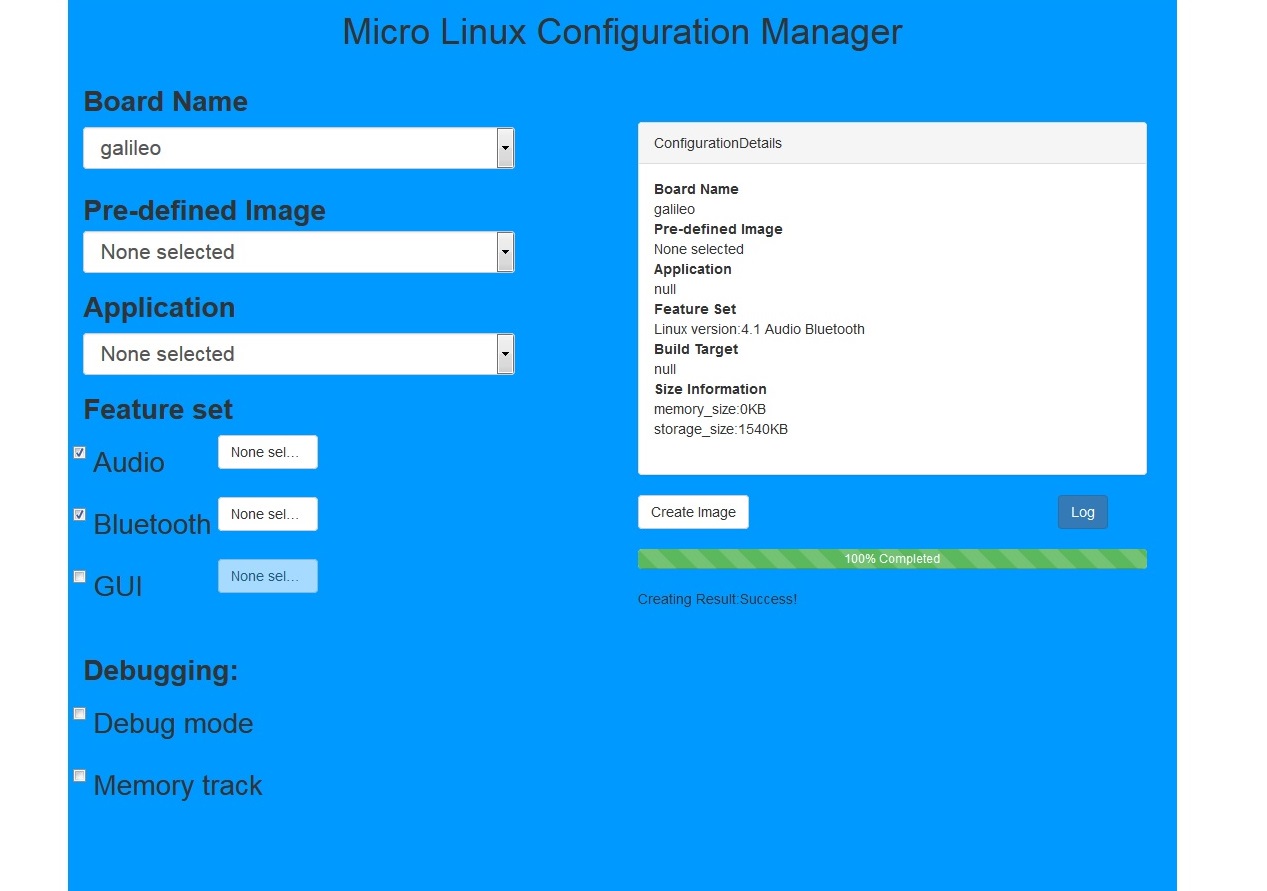 Micro Linux Configuration Manager
Board Name
galileo
Pre-defined Image
None selected
Application
None selected
Feature set
Audio None sel...
Bluetooth None sel...
GUI None sel...
Debugging:
Debug mode
Memory track
ConfigurationDetails
Board Name
galileo
Pre-defined Image
None selected
Application
null
Feature Set
Linux version:4.1 Audio Bluetooth
Build Target
null
Size Information
memory_size:0KB
storage_size:1540KB
Create Image Log
100% Completed
Creating Result:Success!